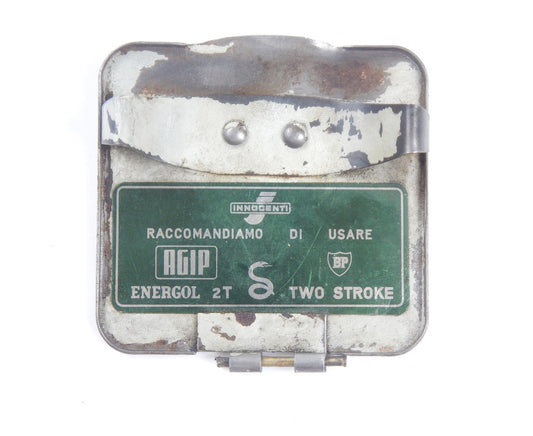 INNOCENTI
RACCOMANDIAMO DI USARE
AGIP BP
ENERGOL 2T TWO STROKE